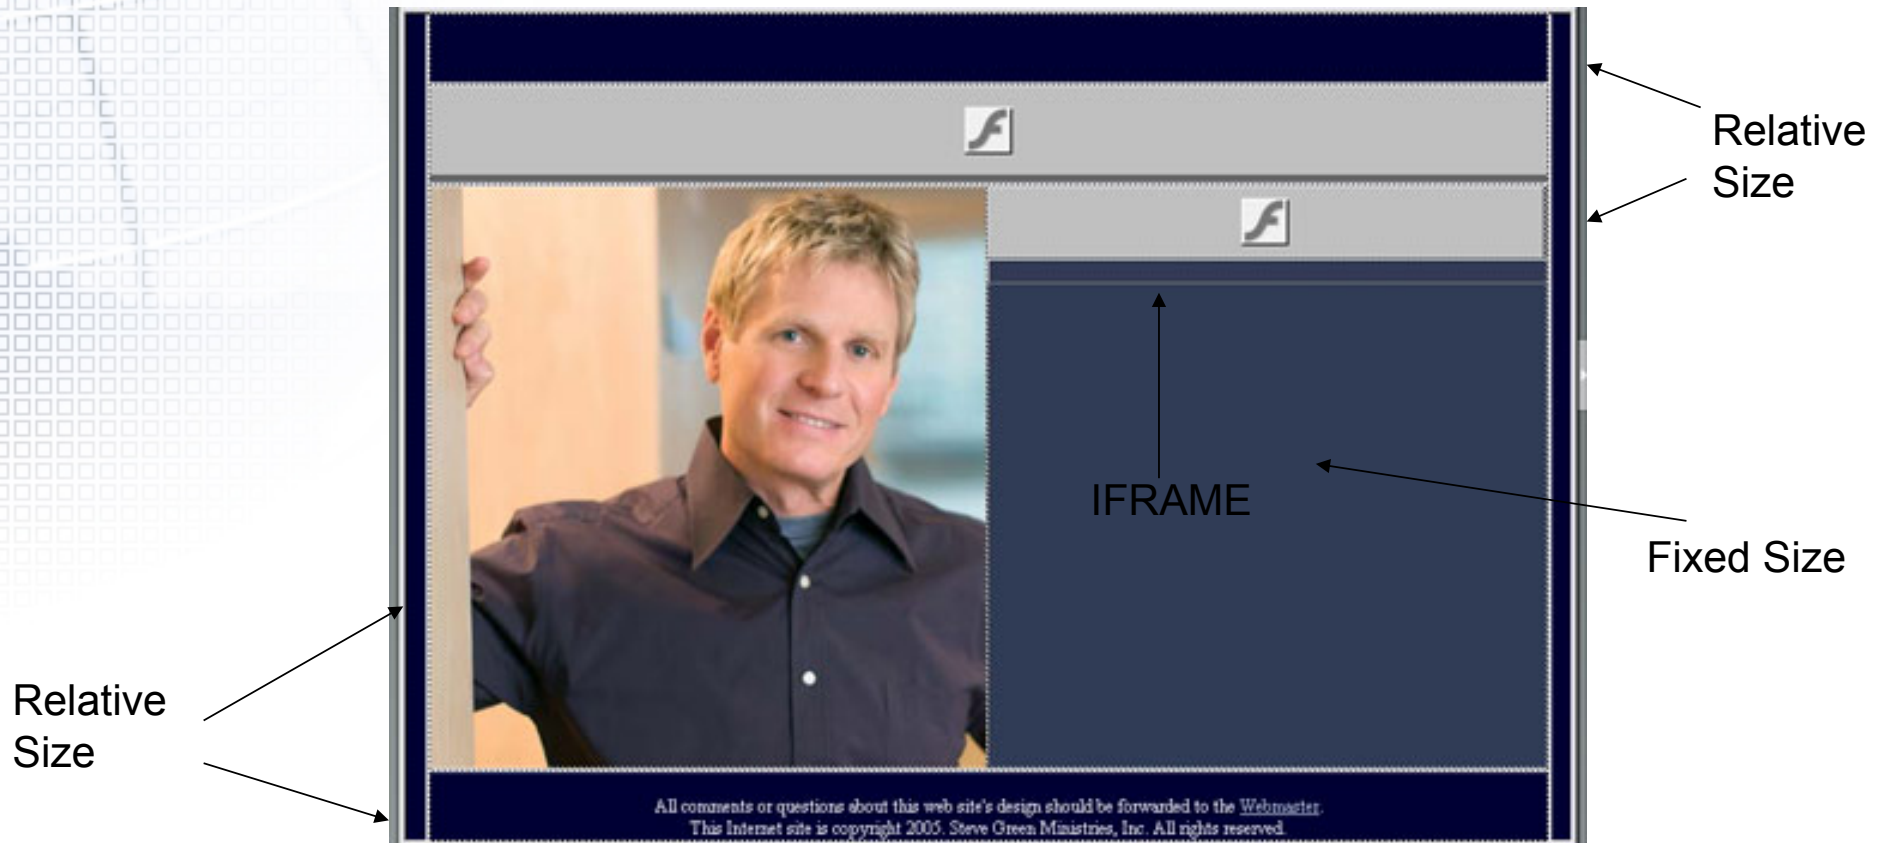 Relative
Size
IFRAME
Fixed Size
Relative
Size
All comments or questions about this web site's design should be forwarded to the Webmaster.
This Internet site is copyright 2005. Steve Green Ministries, Inc. All rights reserved.